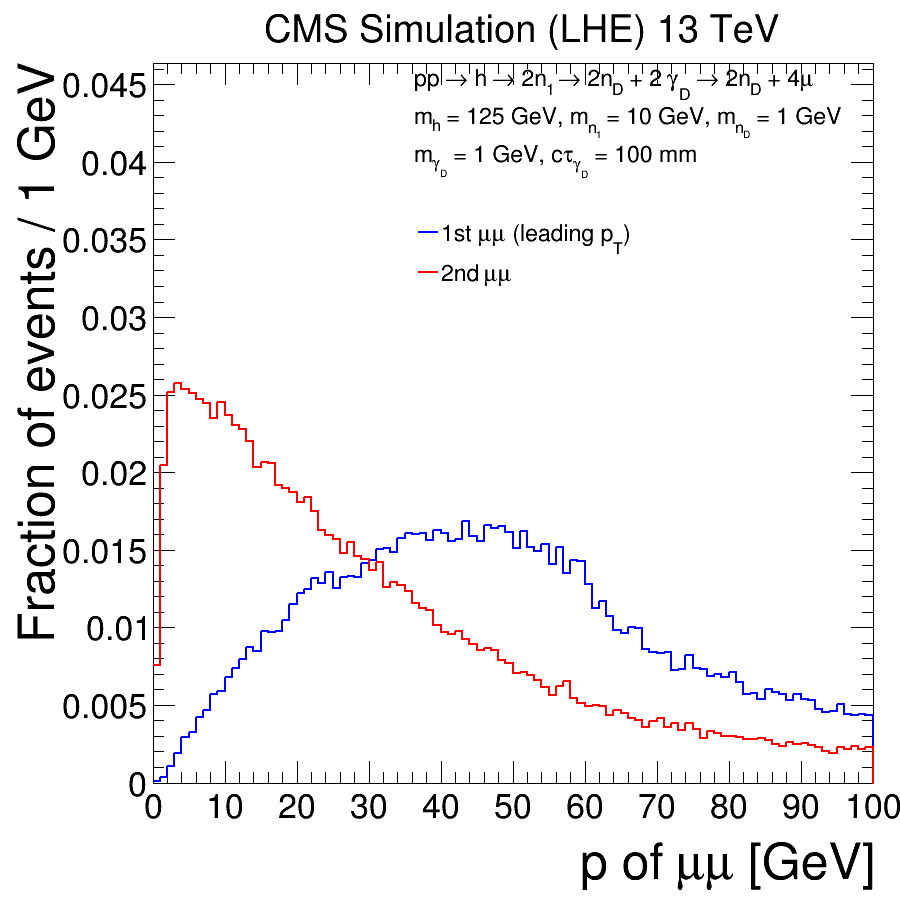 CMS Simulation (LHE) 13 TeV
Fraction of events / 1 GeV
pp → h → 2n1 → 2nD + 2 γD → 2nD + 4μ
mh = 125 GeV, mn1 = 10 GeV, mnD = 1 GeV
mγD = 1 GeV, cτγD = 100 mm
1st μμ (leading pT)
2nd μμ
0.045
0.04
0.035
0.03
0.025
0.02
0.015
0.01
0.005
0
0 10 20 30 40 50 60 70 80 90 100
p of μμ [GeV]